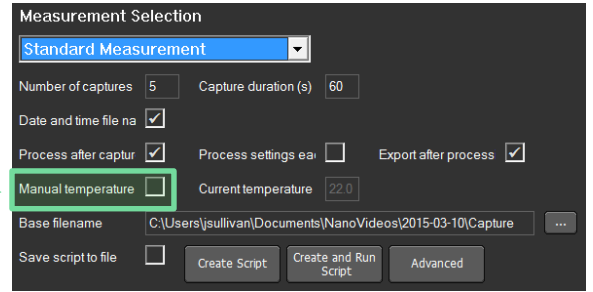 Measurement Selection
Standard Measurement
Number of captures 5 Capture duration (s) 60
Date and time file na
Process after captur Process settings ea Export after process
Manual temperature Current temperature 22.0
Base filename C:\Users\jsullivan\Documents\NanoVideos\2015-03-10\Capture ...
Save script to file Create Script Create and Run Script Advanced